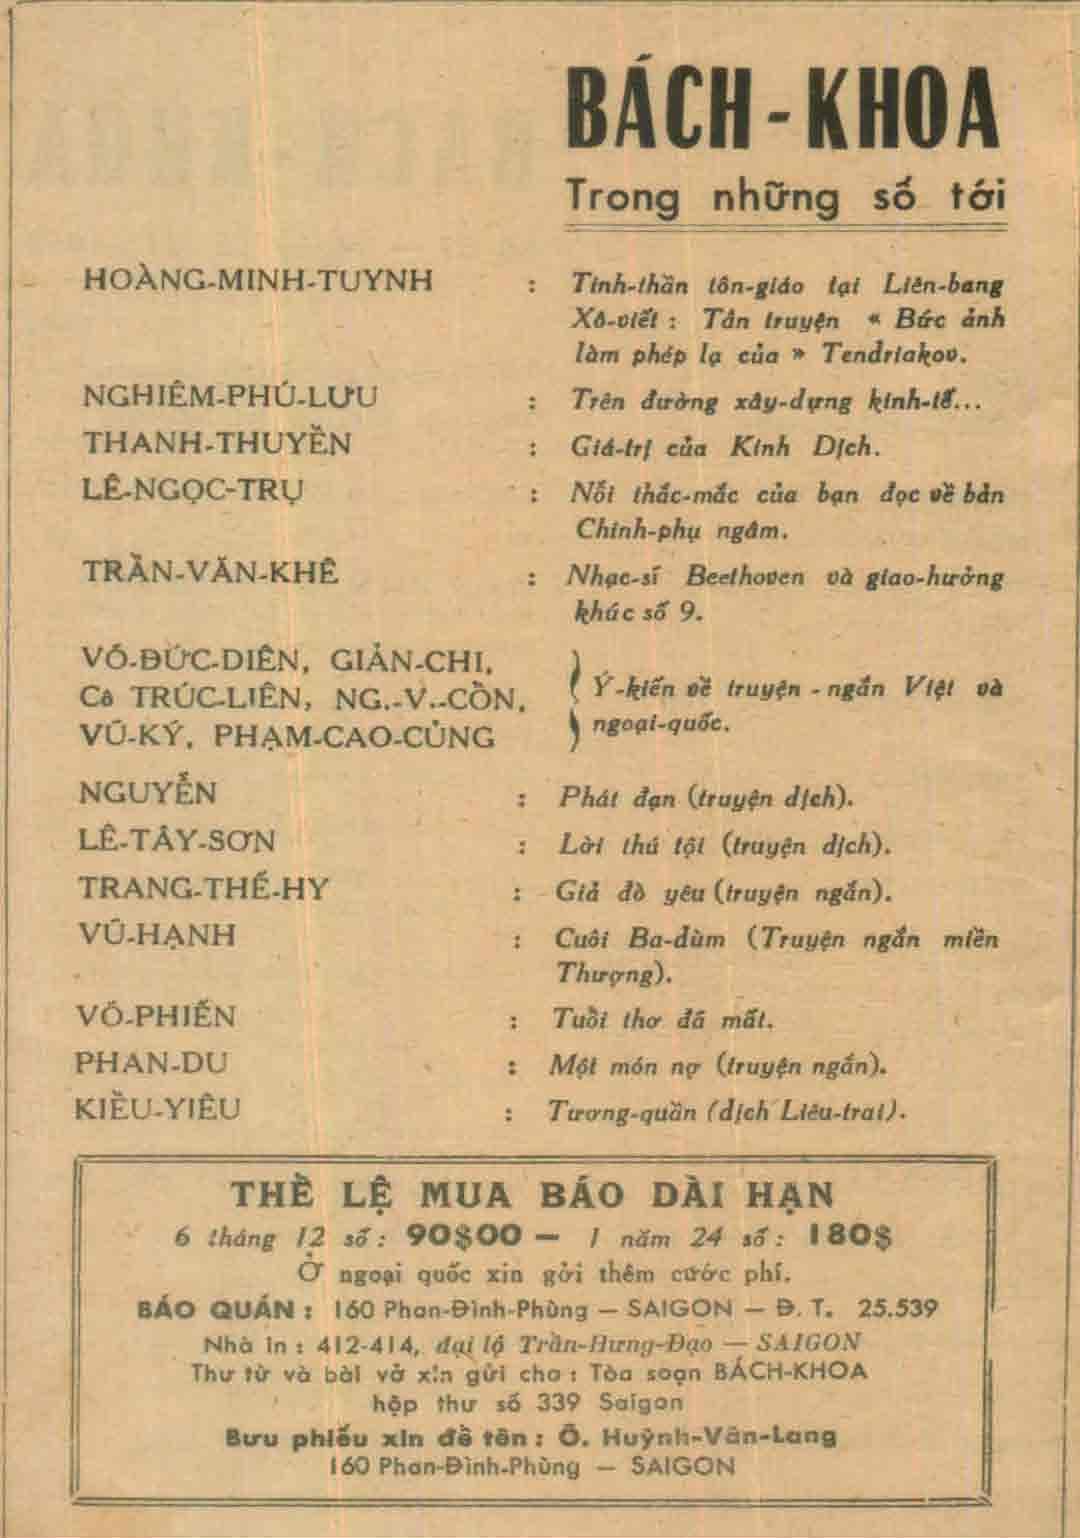 BÁCH - KHOA
Trong những số tới
HOÀNG-MINH-TUYNH : Tinh-thần tôn-giáo tại Liên-bang
Xô-viết : Tân truyện « Bức ảnh
làm phép lạ của » Tendriakov.
NGHIÊM-PHÚ-LƯU : Trên đường xây-dựng kinh-tế...
THANH-THUYỀN : Giá-trị của Kinh Dịch.
LÊ-NGỌC-TRỤ : Nỗi thắc-mắc của bạn đọc về bản
Chinh-phụ ngâm.
TRẦN-VĂN-KHÊ : Nhạc-sĩ Beethoven và giao-hưởng
khúc số 9.
VÕ-ĐỨC-DIÊN, GIẢN-CHI,
Cô TRÚC-LIÊN, NG.-V.-CỒN,
VŨ-KÝ, PHẠM-CAO-CỦNG
Ý-kiến về truyện - ngắn Việt và
ngoại-quốc.
NGUYỄN : Phát đạn (truyện dịch).
LÊ-TÂY-SƠN : Lời thú tội (truyện dịch).
TRANG-THẾ-HY : Giả đò yêu (truyện ngắn).
VŨ-HẠNH : Cuôi Ba-dùm (Truyện ngắn miền
Thượng).
VÕ-PHIẾN : Tuổi thơ đã mất.
PHAN-DU : Một món nợ (truyện ngắn).
KIỀU-YIÊU : Tương-quần (dịch Liêu-trai).
THỂ LỆ MUA BÁO DÀI HẠN
6 tháng 12 số : 90$00 — 1 năm 24 số : 180$
Ở ngoại quốc xin gởi thêm cước phí.
BÁO QUÁN : 160 Phan-Đình-Phùng — SAIGON — Đ. T. 25.539
Nhà in : 412-414, đại lộ Trần-Hưng-Đạo — SAIGON
Thư từ và bài vở xin gửi cho : Tòa soạn BÁCH-KHOA
hộp thư số 339 Saigon
Bưu phiếu xin đề tên : Ô. Huỳnh-Văn-Lang
160 Phan-Đình-Phùng — SAIGON